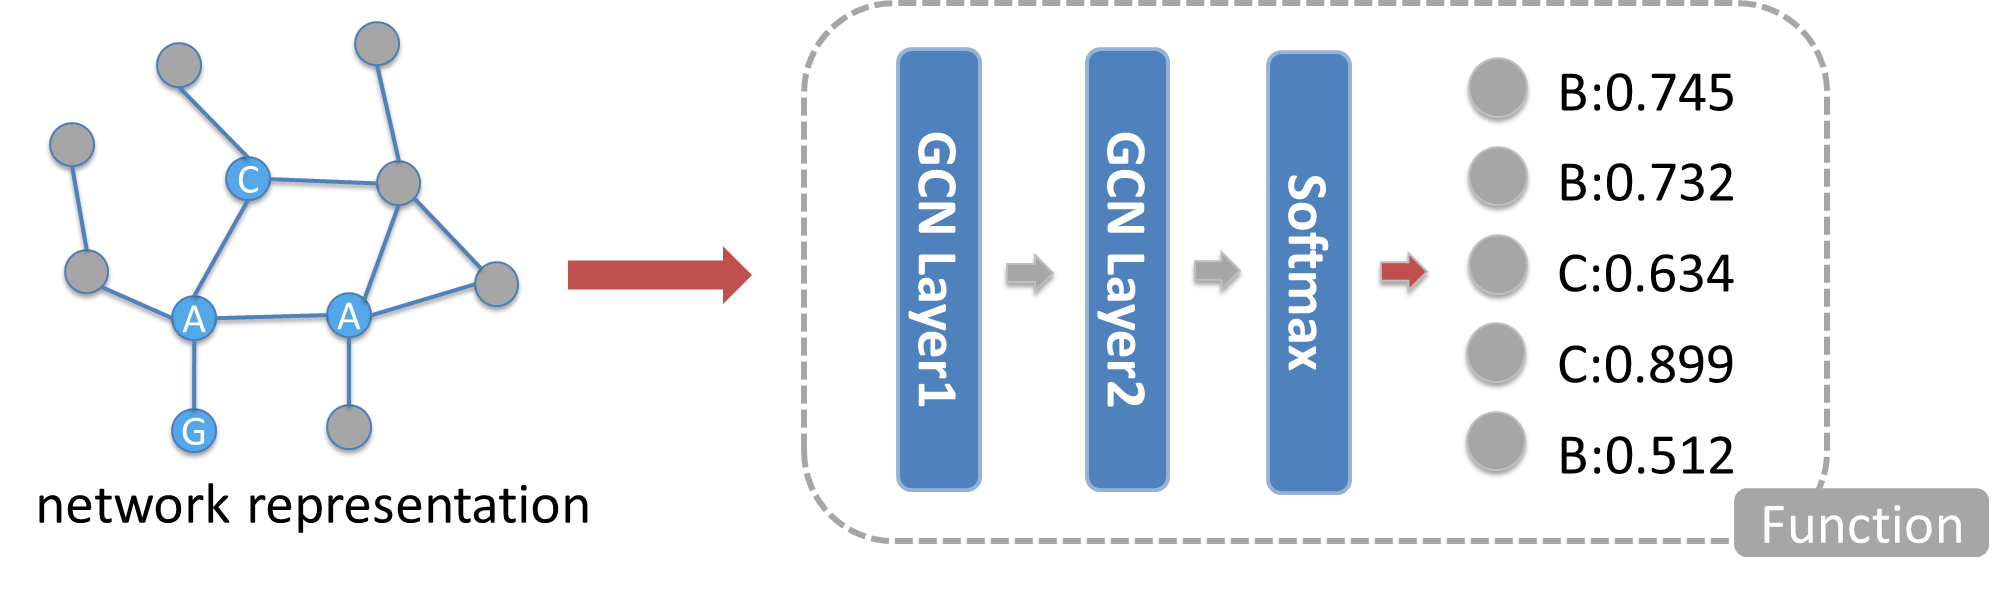 C
A
A
G
network representation
GCN Layer1
GCN Layer2
Softmax
B:0.745
B:0.732
C:0.634
C:0.899
B:0.512
Function